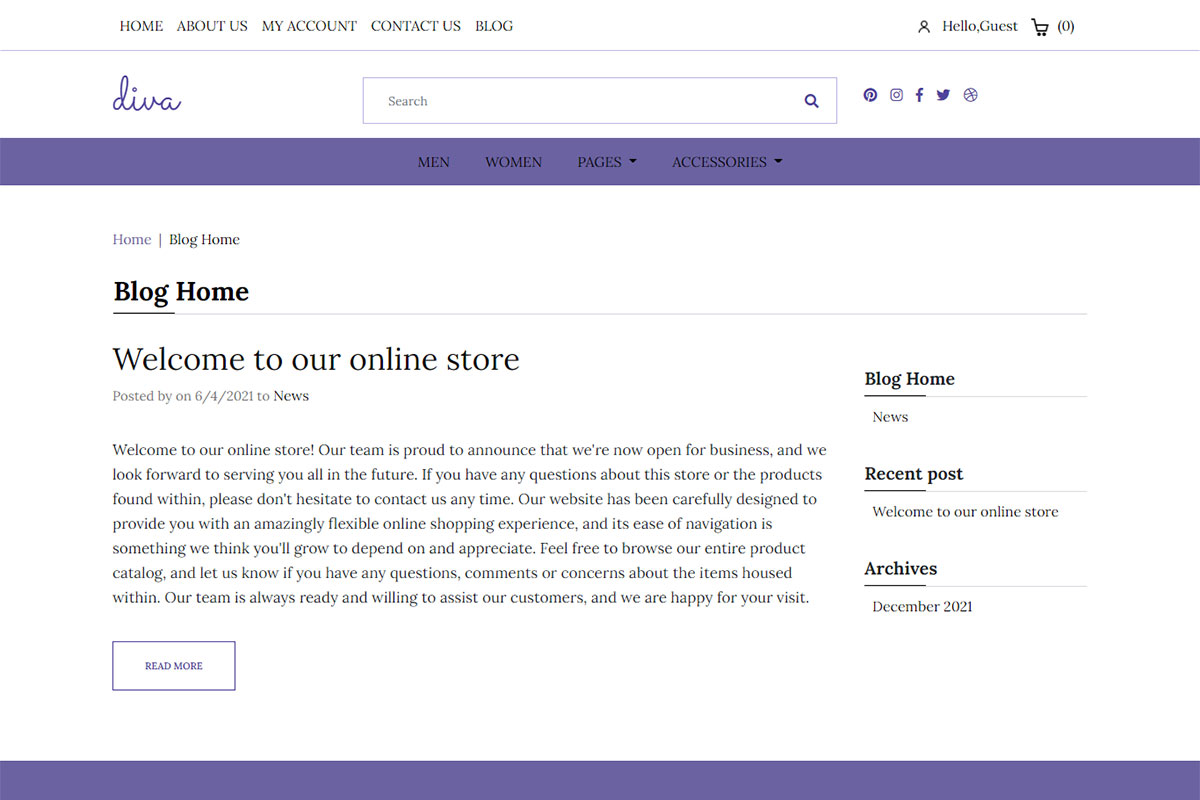 HOME ABOUT US MY ACCOUNT CONTACT US BLOG Hello,Guest (0)
diva
Search
MEN WOMEN PAGES ACCESSORIES
Home | Blog Home
Blog Home
Welcome to our online store
Posted by on 6/4/2021 to News
Welcome to our online store! Our team is proud to announce that we're now open for business, and we
look forward to serving you all in the future. If you have any questions about this store or the products
found within, please don't hesitate to contact us any time. Our website has been carefully designed to
provide you with an amazingly flexible online shopping experience, and its ease of navigation is
something we think you'll grow to depend on and appreciate. Feel free to browse our entire product
catalog, and let us know if you have any questions, comments or concerns about the items housed
within. Our team is always ready and willing to assist our customers, and we are happy for your visit.
READ MORE
Blog Home
News
Recent post
Welcome to our online store
Archives
December 2021